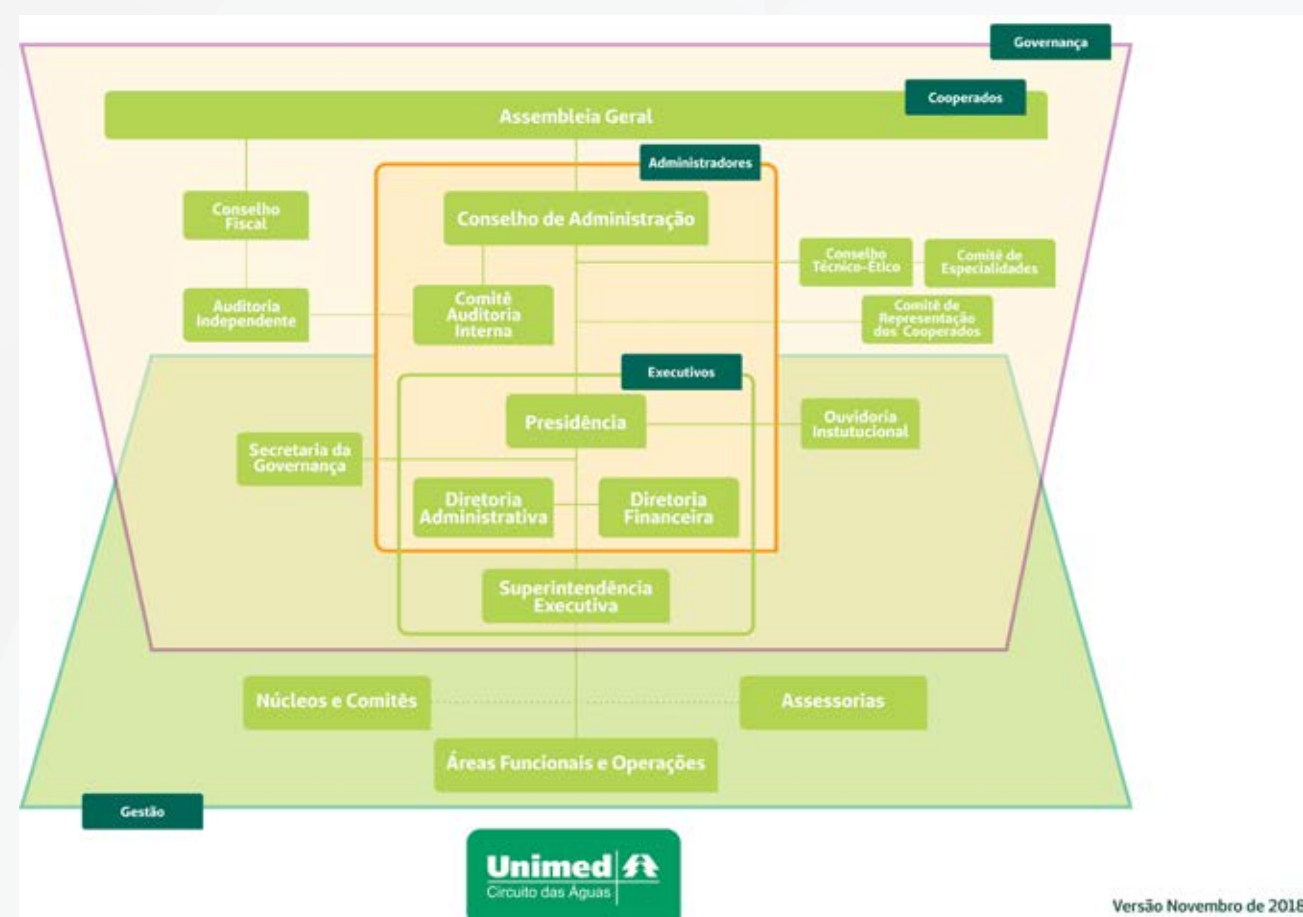 Governança
Cooperados
Assembleia Geral
Administradores
Conselho
Fiscal
Conselho de Administração
Conselho
Técnico-Ético
Comitê de
Especialidades
Auditoria
Independente
Comitê
Auditoria
Interna
Comitê de
Representação
dos Cooperados
Executivos
Presidência
Ouvidoria
Instutucional
Secretaria da
Governança
Diretoria
Administrativa
Diretoria
Financeira
Superintendência
Executiva
Núcleos e Comitês
Assessorias
Áreas Funcionais e Operações
Gestão
Unimed
Circuito das Águas
Versão Novembro de 2018